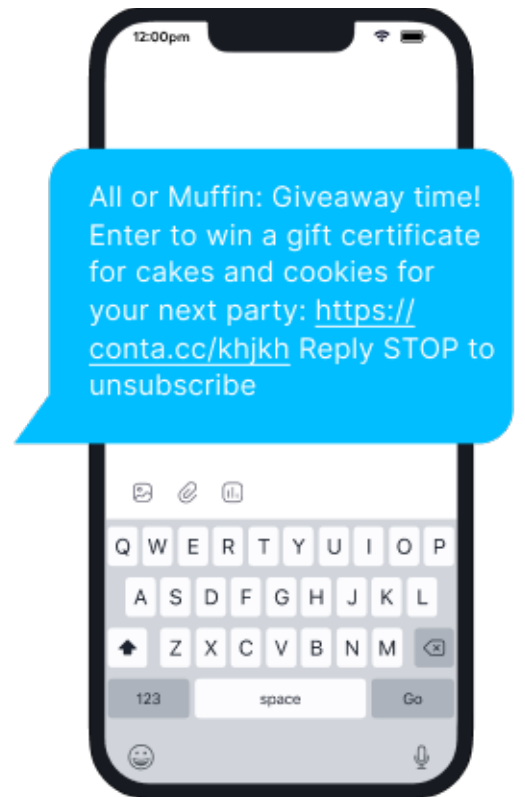 12:00pm
All or Muffin: Giveaway time!
Enter to win a gift certificate
for cakes and cookies for
your next party: https://
conta.cc/khjkh Reply STOP to
unsubscribe
Q W E R T Y U I O P
A S D F G H J K L
Z X C V B N M
123 space Go